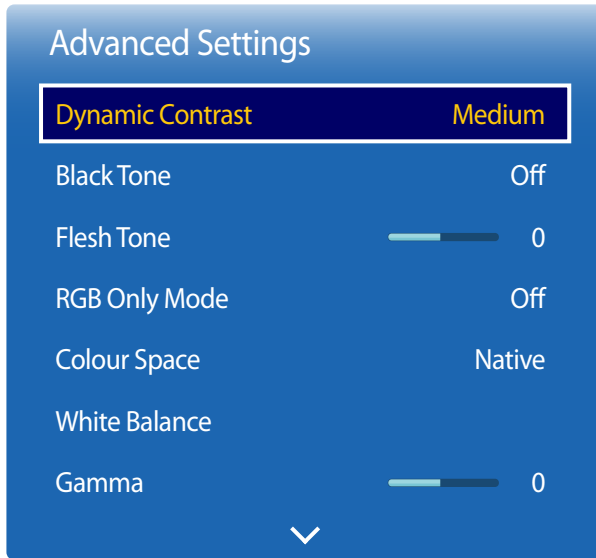 Advanced Settings
Dynamic Contrast Medium
Black Tone Off
Flesh Tone 0
RGB Only Mode Off
Colour Space Native
White Balance
Gamma 0